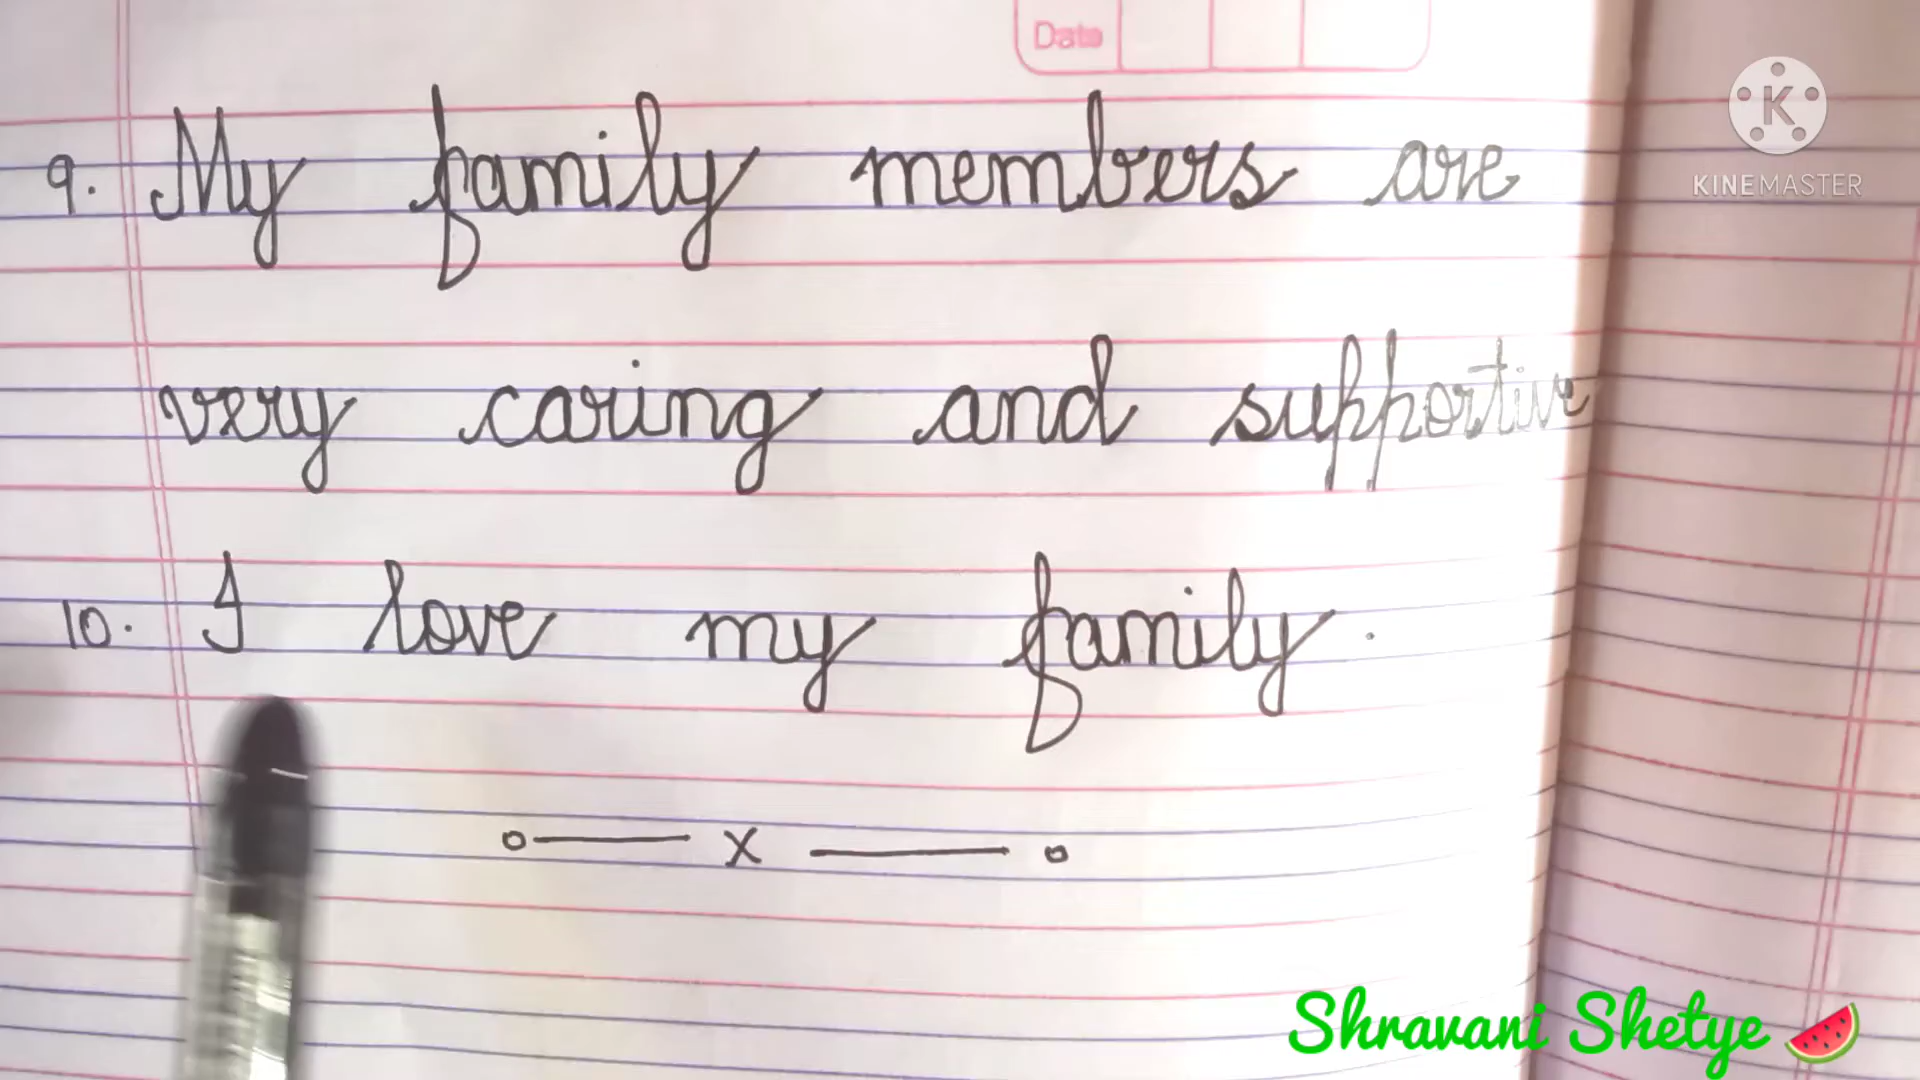 Date
9. My family members are
very caring and supportive
10. I love my family.
o — x — o
K
KINEMASTER
Shravani Shetye